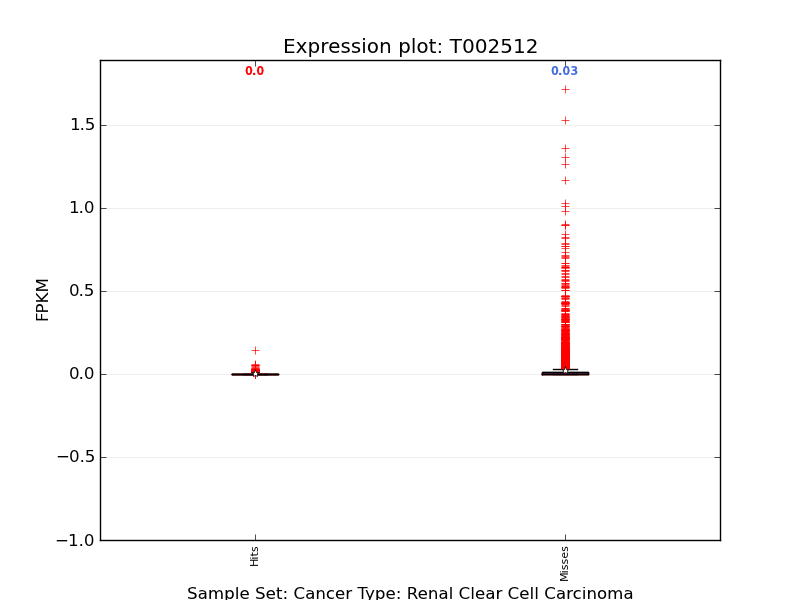 Expression plot: T002512
0.0
0.03
1.5
1.0
0.5
0.0
−0.5
−1.0
FPKM
Hits
Misses
Sample Set: Cancer Type: Renal Clear Cell Carcinoma